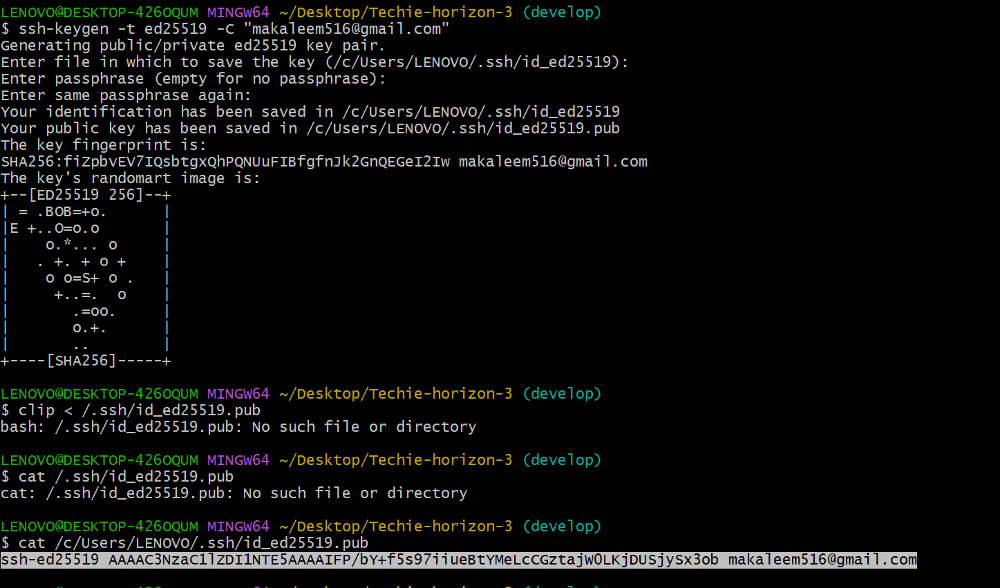 LENOVO@DESKTOP-426OQUM MINGW64 ~/Desktop/Techie-horizon-3 (develop)
$ ssh-keygen -t ed25519 -C "makaleem516@gmail.com"
Generating public/private ed25519 key pair.
Enter file in which to save the key (/c/Users/LENOVO/.ssh/id_ed25519):
Enter passphrase (empty for no passphrase):
Enter same passphrase again:
Your identification has been saved in /c/Users/LENOVO/.ssh/id_ed25519
Your public key has been saved in /c/Users/LENOVO/.ssh/id_ed25519.pub
The key fingerprint is:
SHA256:fiZpbvEV7IQsbtgxQhPQNUuFIBfgfnJk2GnQEGeI2Iw makaleem516@gmail.com
The key's randomart image is:
+--[ED25519 256]--+
| = .BOB=+o.      |
|E +..O=o.o       |
|    o.*... o     |
|   . +. + o +    |
|    o o=S+ o .   |
|     +..=.  o    |
|       .=oo.     |
|       o.+.      |
|       ..        |
+----[SHA256]-----+
LENOVO@DESKTOP-426OQUM MINGW64 ~/Desktop/Techie-horizon-3 (develop)
$ clip < /.ssh/id_ed25519.pub
bash: /.ssh/id_ed25519.pub: No such file or directory
LENOVO@DESKTOP-426OQUM MINGW64 ~/Desktop/Techie-horizon-3 (develop)
$ cat /.ssh/id_ed25519.pub
cat: /.ssh/id_ed25519.pub: No such file or directory
LENOVO@DESKTOP-426OQUM MINGW64 ~/Desktop/Techie-horizon-3 (develop)
$ cat /c/Users/LENOVO/.ssh/id_ed25519.pub
ssh-ed25519 AAAAC3NzaC1lZDI1NTE5AAAAIFP/bY+f5s97iiueBtYMeLcCGztajW0LKjDUSjySx3ob makaleem516@gmail.com